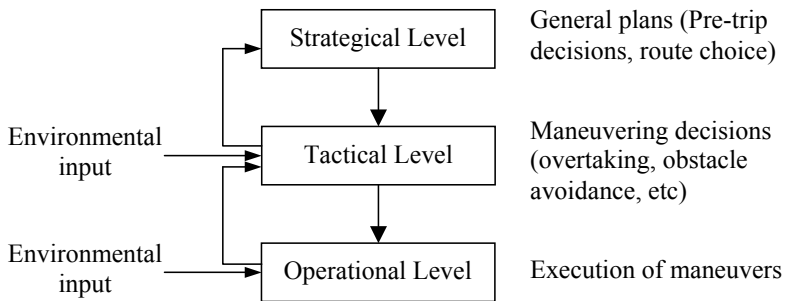 Strategical Level
General plans (Pre-trip
decisions, route choice)
Environmental
input
Tactical Level
Maneuvering decisions
(overtaking, obstacle
avoidance, etc)
Environmental
input
Operational Level
Execution of maneuvers